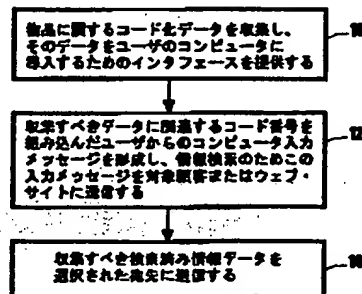 物品に関するコード化データを収集し、
そのデータをユーザのコンピュータに
導入するためのインタフェースを提供する
10
収集すべきデータに関連するコード番号を
組み込んだユーザからのコンピュータ入力
メッセージを形成し、情報検索のためこの
入力メッセージを対象顧客またはウェブ・
サイトに送信する
12
収集すべき検索済み情報データを
選択された宛先に送信する